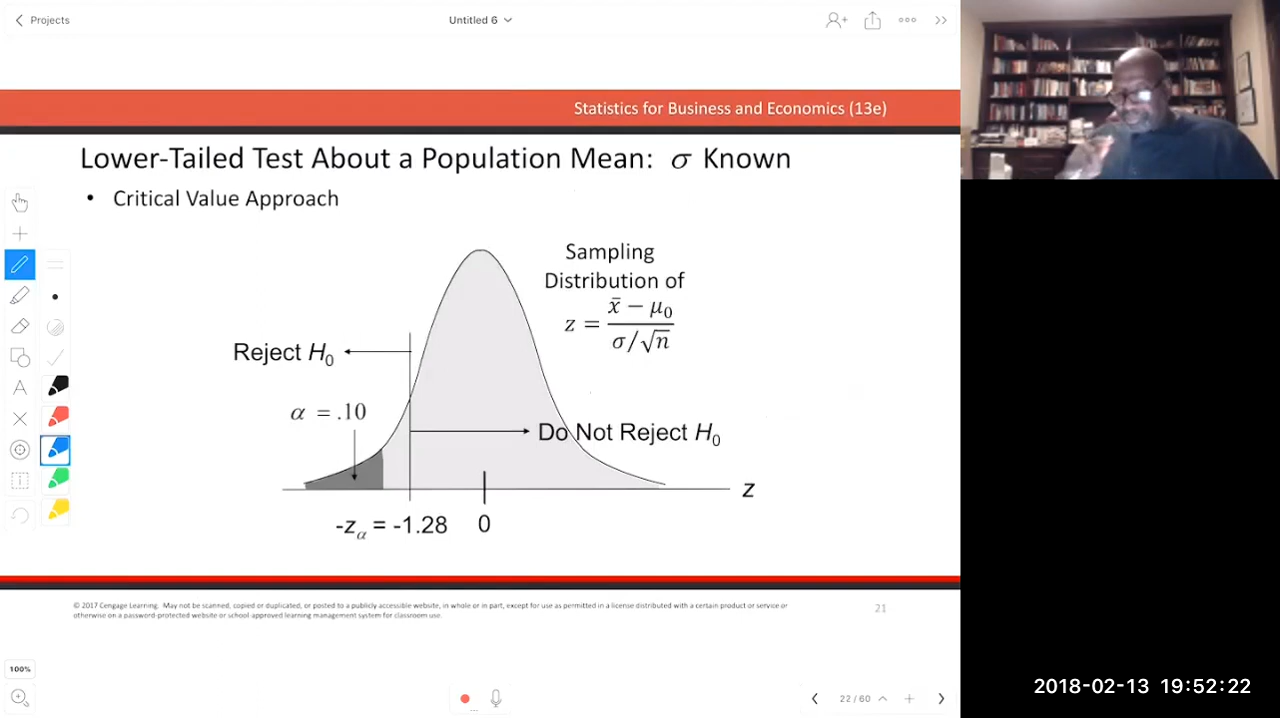 Projects
Untitled 6
Statistics for Business and Economics (13e)
Lower-Tailed Test About a Population Mean: σ Known
• Critical Value Approach
Sampling
Distribution of
z = (x̄ − μ₀) / (σ/√n)
Reject H₀
α = .10
Do Not Reject H₀
z
-zα = -1.28
0
A
© 2017 Cengage Learning. May not be scanned, copied or duplicated, or posted to a publicly accessible website, in whole or in part, except for use as permitted in a license distributed with a certain product or service or
otherwise on a password-protected website or school-approved learning management system for classroom use.
21
100%
22/60
2018-02-13 19:52:22